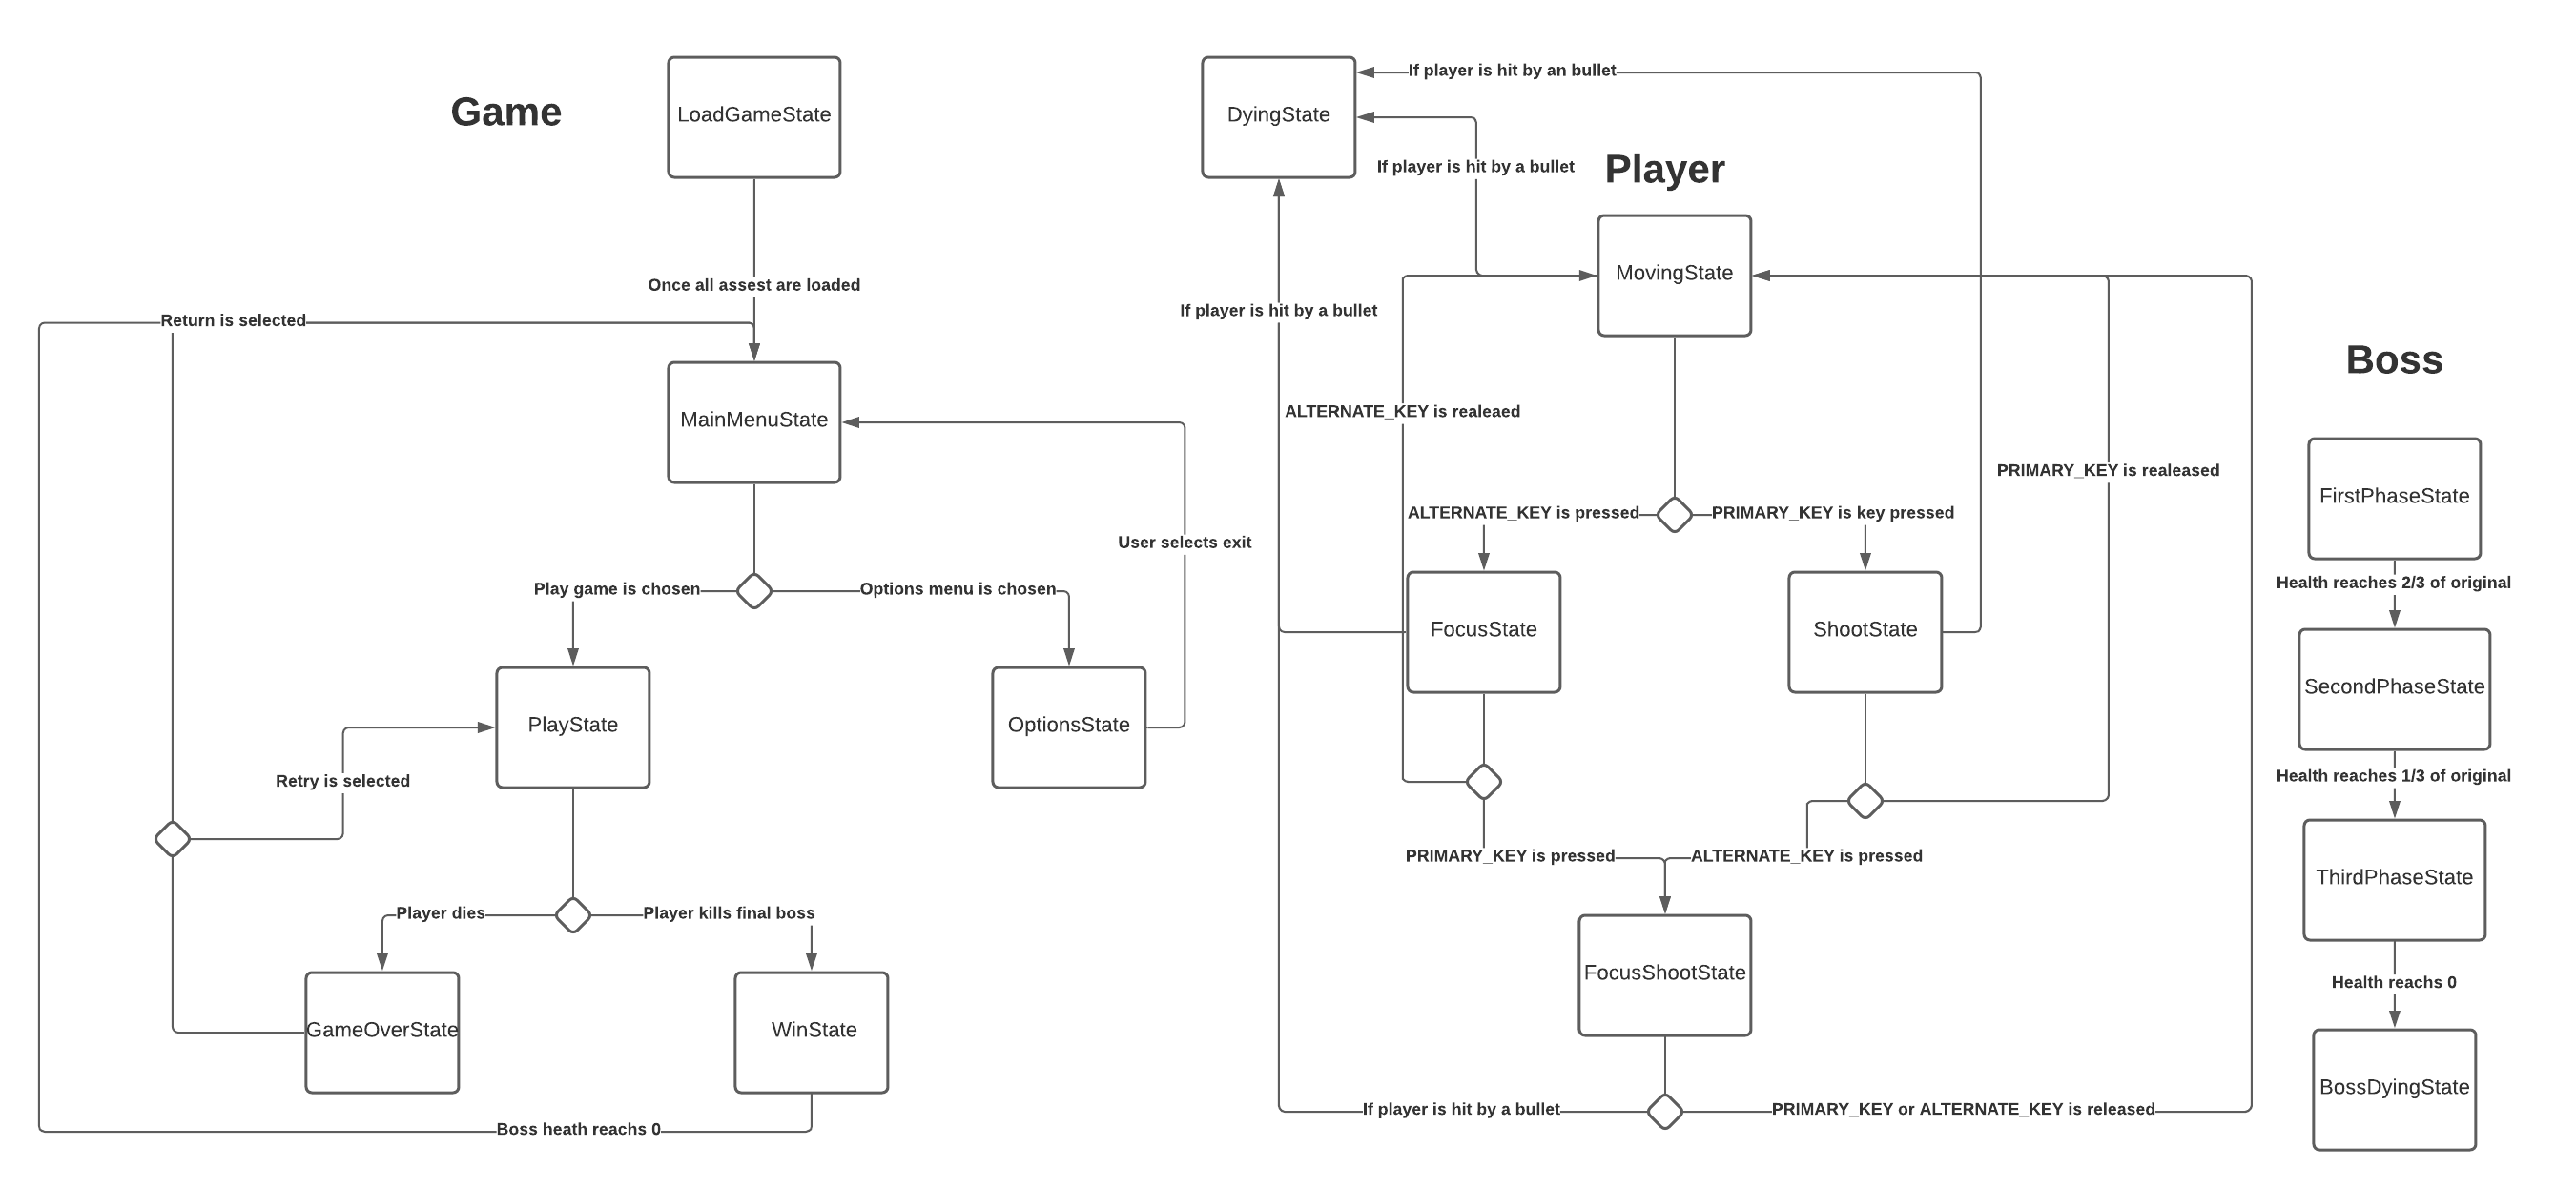 Game
LoadGameState
Once all assest are loaded
Return is selected
MainMenuState
User selects exit
Play game is chosen
Options menu is chosen
PlayState
OptionsState
Retry is selected
Player dies
Player kills final boss
GameOverState
WinState
Boss heath reachs 0
Player
DyingState
If player is hit by an bullet
If player is hit by a bullet
MovingState
If player is hit by a bullet
ALTERNATE_KEY is realeaed
PRIMARY_KEY is realeased
ALTERNATE_KEY is pressed
PRIMARY_KEY is key pressed
FocusState
ShootState
PRIMARY_KEY is pressed
ALTERNATE_KEY is pressed
FocusShootState
If player is hit by a bullet
PRIMARY_KEY or ALTERNATE_KEY is released
Boss
FirstPhaseState
Health reaches 2/3 of original
SecondPhaseState
Health reaches 1/3 of original
ThirdPhaseState
Health reachs 0
BossDyingState